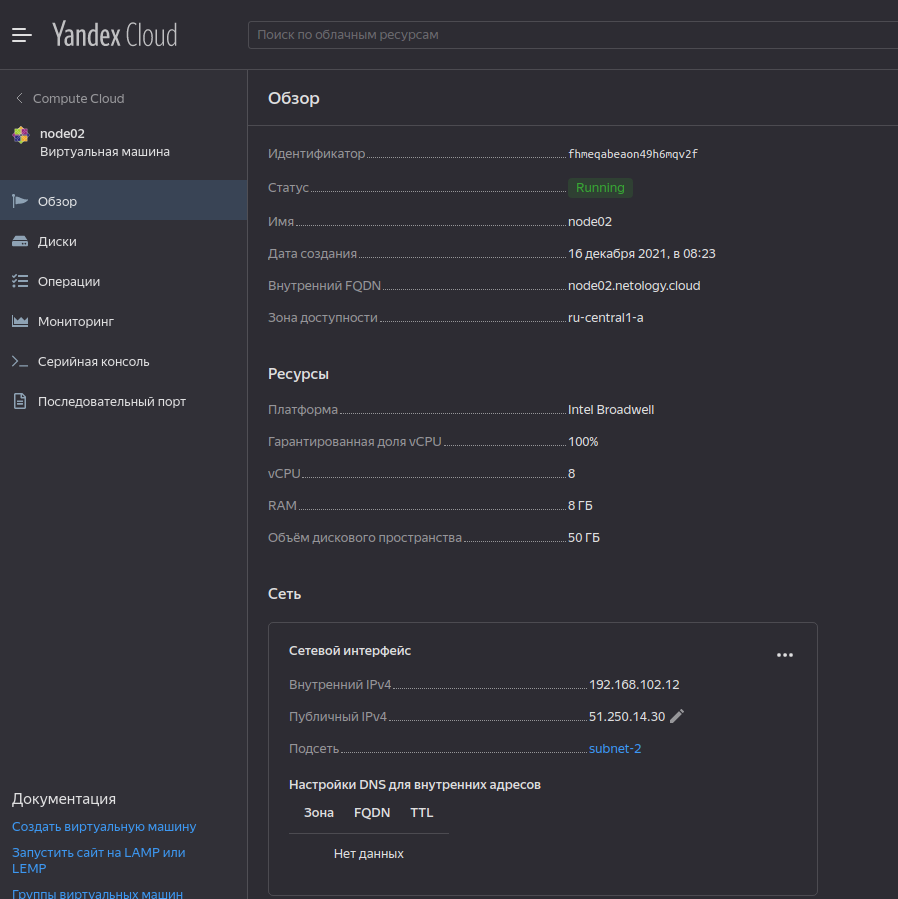 Yandex Cloud
Поиск по облачным ресурсам
Compute Cloud
node02
Виртуальная машина
Обзор
Диски
Операции
Мониторинг
Серийная консоль
Последовательный порт
Документация
Создать виртуальную машину
Запустить сайт на LAMP или
LEMP
Группы виртуальных машин
Обзор
Идентификатор fhmeqabeaon49h6mqv2f
Статус Running
Имя node02
Дата создания 16 декабря 2021, в 08:23
Внутренний FQDN node02.netology.cloud
Зона доступности ru-central1-a
Ресурсы
Платформа Intel Broadwell
Гарантированная доля vCPU 100%
vCPU 8
RAM 8 ГБ
Объём дискового пространства 50 ГБ
Сеть
Сетевой интерфейс
Внутренний IPv4 192.168.102.12
Публичный IPv4 51.250.14.30
Подсеть subnet-2
Настройки DNS для внутренних адресов
Зона FQDN TTL
Нет данных